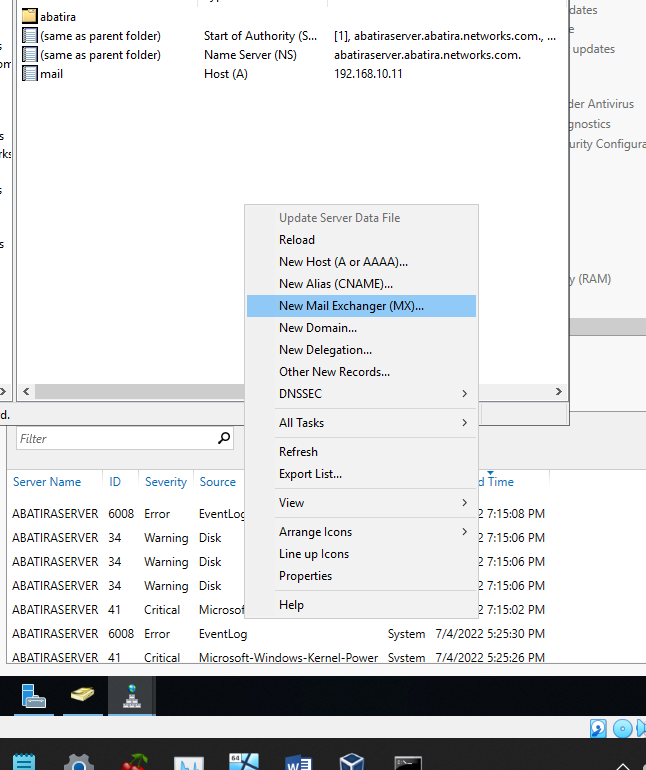 abatira
(same as parent folder) Start of Authority (S... [1], abatiraserver.abatira.networks.com., ...
(same as parent folder) Name Server (NS) abatiraserver.abatira.networks.com.
mail Host (A) 192.168.10.11
updates
der Antivirus
gnostics
urity Configura
y (RAM)
Update Server Data File
Reload
New Host (A or AAAA)...
New Alias (CNAME)...
New Mail Exchanger (MX)...
New Domain...
New Delegation...
Other New Records...
DNSSEC
All Tasks
Refresh
Export List...
View
Arrange Icons
Line up Icons
Properties
Help
d.
Filter
Server Name ID Severity Source d Time
ABATIRASERVER 6008 Error EventLog 2 7:15:08 PM
ABATIRASERVER 34 Warning Disk 2 7:15:06 PM
ABATIRASERVER 34 Warning Disk 2 7:15:06 PM
ABATIRASERVER 34 Warning Disk 2 7:15:06 PM
ABATIRASERVER 41 Critical Microsof 2 7:15:02 PM
ABATIRASERVER 6008 Error EventLog System 7/4/2022 5:25:30 PM
ABATIRASERVER 41 Critical Microsoft-Windows-Kernel-Power System 7/4/2022 5:25:26 PM
64